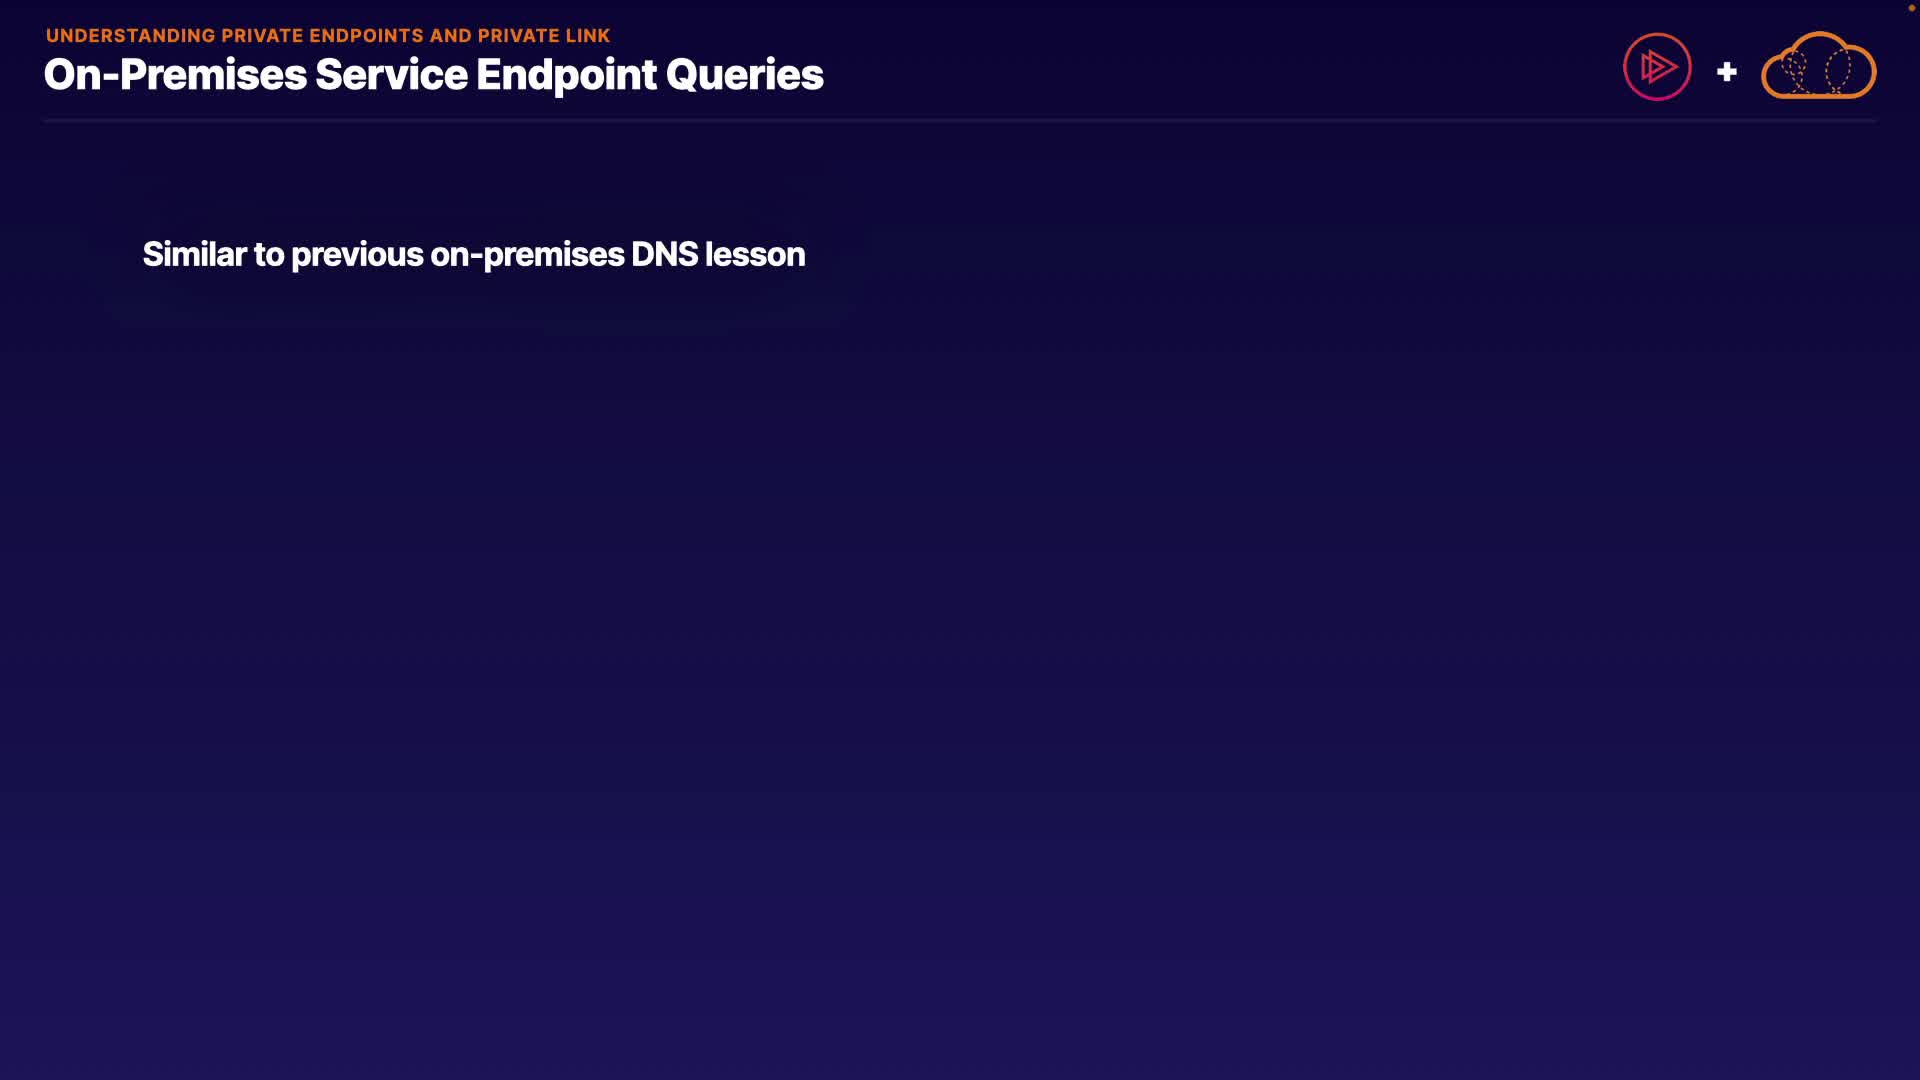 UNDERSTANDING PRIVATE ENDPOINTS AND PRIVATE LINK
On-Premises Service Endpoint Queries
+
Similar to previous on-premises DNS lesson